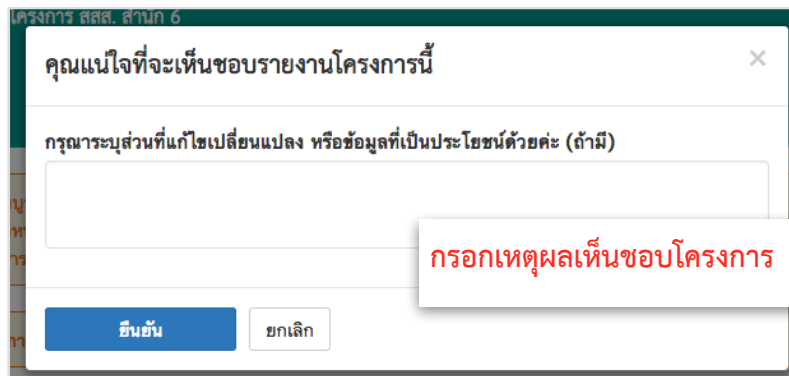 โครงการ สสส. สำนัก 6
คุณแน่ใจที่จะเห็นชอบรายงานโครงการนี้
×
กรุณาระบุส่วนที่แก้ไขเปลี่ยนแปลง หรือข้อมูลที่เป็นประโยชน์ด้วยค่ะ (ถ้ามี)
กรอกเหตุผลเห็นชอบโครงการ
ยืนยัน ยกเลิก